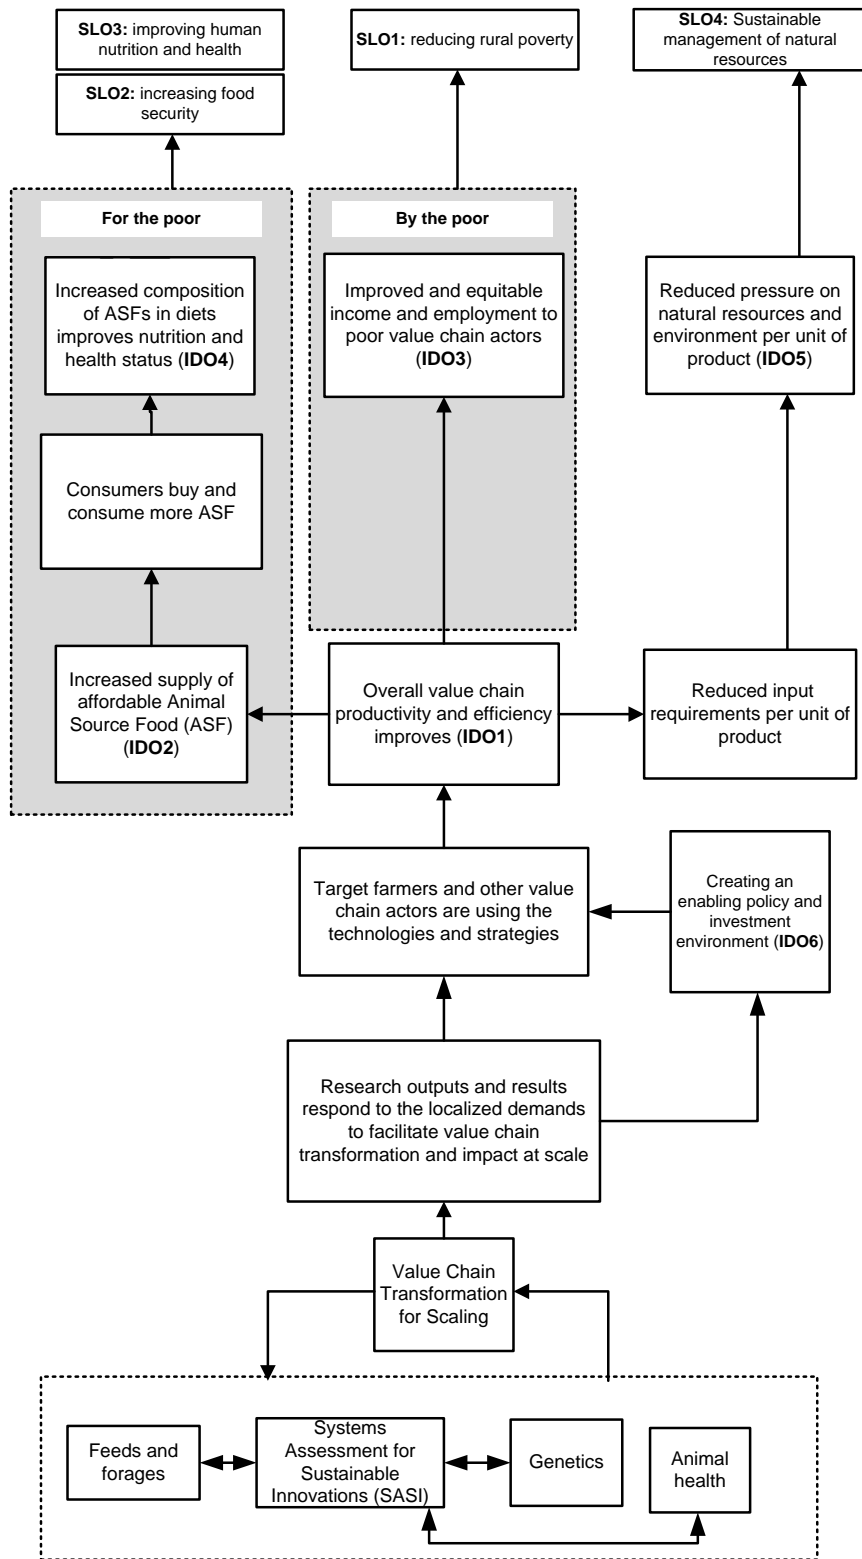 SLO3: improving human
nutrition and health
SLO2: increasing food
security
SLO1: reducing rural poverty
SLO4: Sustainable
management of natural
resources
For the poor
By the poor
Increased composition
of ASFs in diets
improves nutrition and
health status (IDO4)
Improved and equitable
income and employment to
poor value chain actors
(IDO3)
Reduced pressure on
natural resources and
environment per unit of
product (IDO5)
Consumers buy and
consume more ASF
Increased supply of
affordable Animal
Source Food (ASF)
(IDO2)
Overall value chain
productivity and efficiency
improves (IDO1)
Reduced input
requirements per unit of
product
Target farmers and other value
chain actors are using the
technologies and strategies
Creating an
enabling policy and
investment
environment (IDO6)
Research outputs and results
respond to the localized demands
to facilitate value chain
transformation and impact at scale
Value Chain
Transformation
for Scaling
Feeds and
forages
Systems
Assessment for
Sustainable
Innovations (SASI)
Genetics
Animal
health